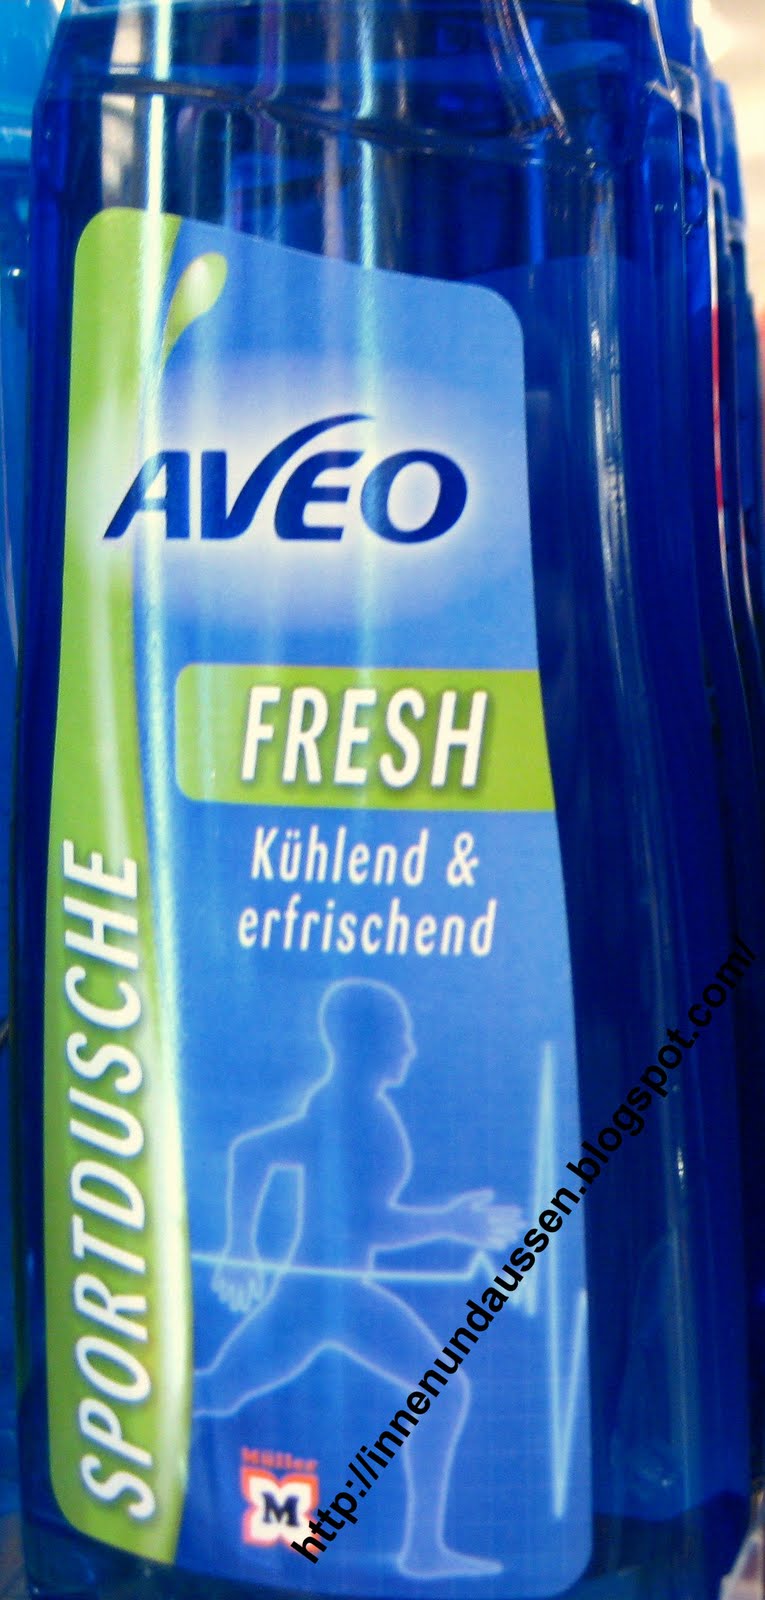 AVEO
FRESH
Kühlend &
erfrischend
SPORTDUSCHE
Müller
M
http://innenundaussen.blogspot.com/